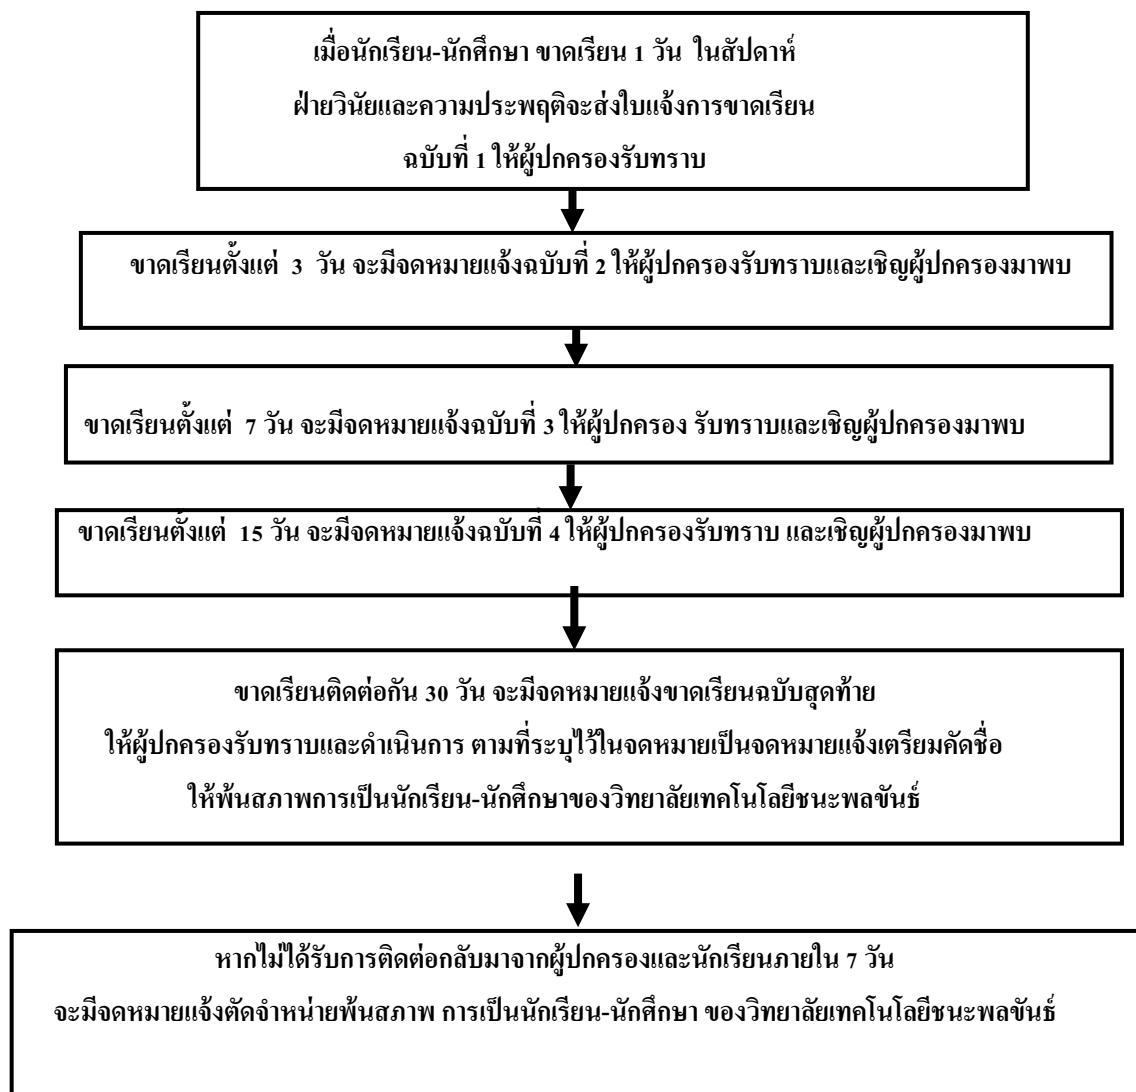 เมื่อนักเรียน-นักศึกษา ขาดเรียน 1 วัน ในสัปดาห์
ฝ่ายวินัยและความประพฤติจะส่งใบแจ้งการขาดเรียน
ฉบับที่ 1 ให้ผู้ปกครองรับทราบ
ขาดเรียนตั้งแต่ 3 วัน จะมีจดหมายแจ้งฉบับที่ 2 ให้ผู้ปกครองรับทราบและเชิญผู้ปกครองมาพบ
ขาดเรียนตั้งแต่ 7 วัน จะมีจดหมายแจ้งฉบับที่ 3 ให้ผู้ปกครอง รับทราบและเชิญผู้ปกครองมาพบ
ขาดเรียนตั้งแต่ 15 วัน จะมีจดหมายแจ้งฉบับที่ 4 ให้ผู้ปกครองรับทราบ และเชิญผู้ปกครองมาพบ
ขาดเรียนติดต่อกัน 30 วัน จะมีจดหมายแจ้งขาดเรียนฉบับสุดท้าย
ให้ผู้ปกครองรับทราบและดำเนินการ ตามที่ระบุไว้ในจดหมายเป็นจดหมายแจ้งเตรียมคัดชื่อ
ให้พ้นสภาพการเป็นนักเรียน-นักศึกษาของวิทยาลัยเทคโนโลยีชนะพลขันธ์
หากไม่ได้รับการติดต่อกลับมาจากผู้ปกครองและนักเรียนภายใน 7 วัน
จะมีจดหมายแจ้งตัดจำหน่ายพ้นสภาพ การเป็นนักเรียน-นักศึกษา ของวิทยาลัยเทคโนโลยีชนะพลขันธ์